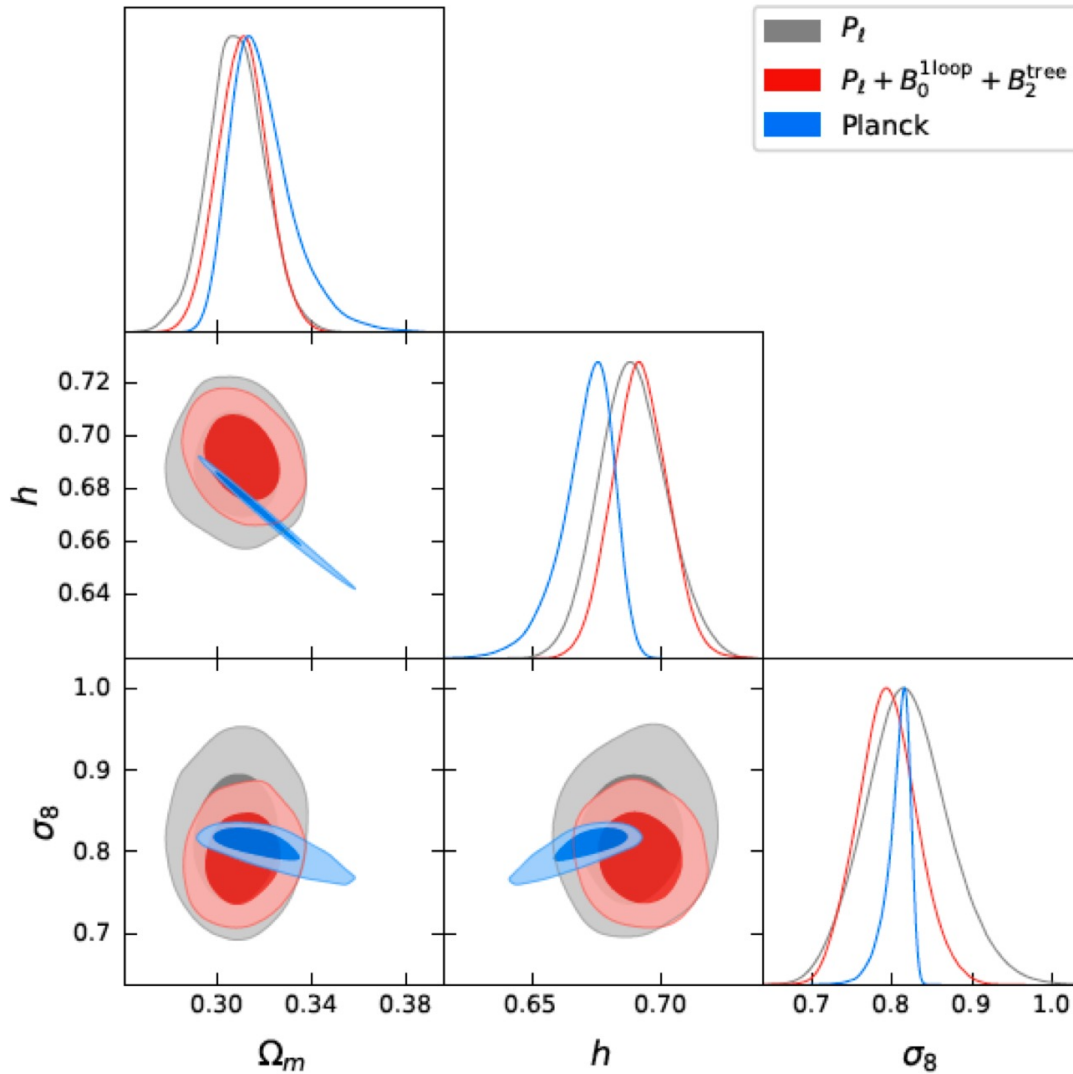 P_ℓ
P_ℓ + B_0^{1loop} + B_2^{tree}
Planck
h
0.72
0.70
0.68
0.66
0.64
σ_8
1.0
0.9
0.8
0.7
0.30 0.34 0.38
0.65 0.70
0.7 0.8 0.9 1.0
Ω_m
h
σ_8